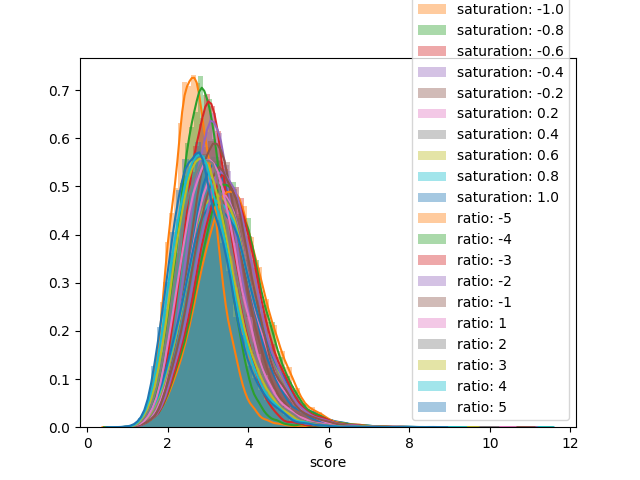 saturation: -1.0
saturation: -0.8
saturation: -0.6
saturation: -0.4
saturation: -0.2
saturation: 0.2
saturation: 0.4
saturation: 0.6
saturation: 0.8
saturation: 1.0
ratio: -5
ratio: -4
ratio: -3
ratio: -2
ratio: -1
ratio: 1
ratio: 2
ratio: 3
ratio: 4
ratio: 5
0.7
0.6
0.5
0.4
0.3
0.2
0.1
0.0
0 2 4 6 8 10 12
score